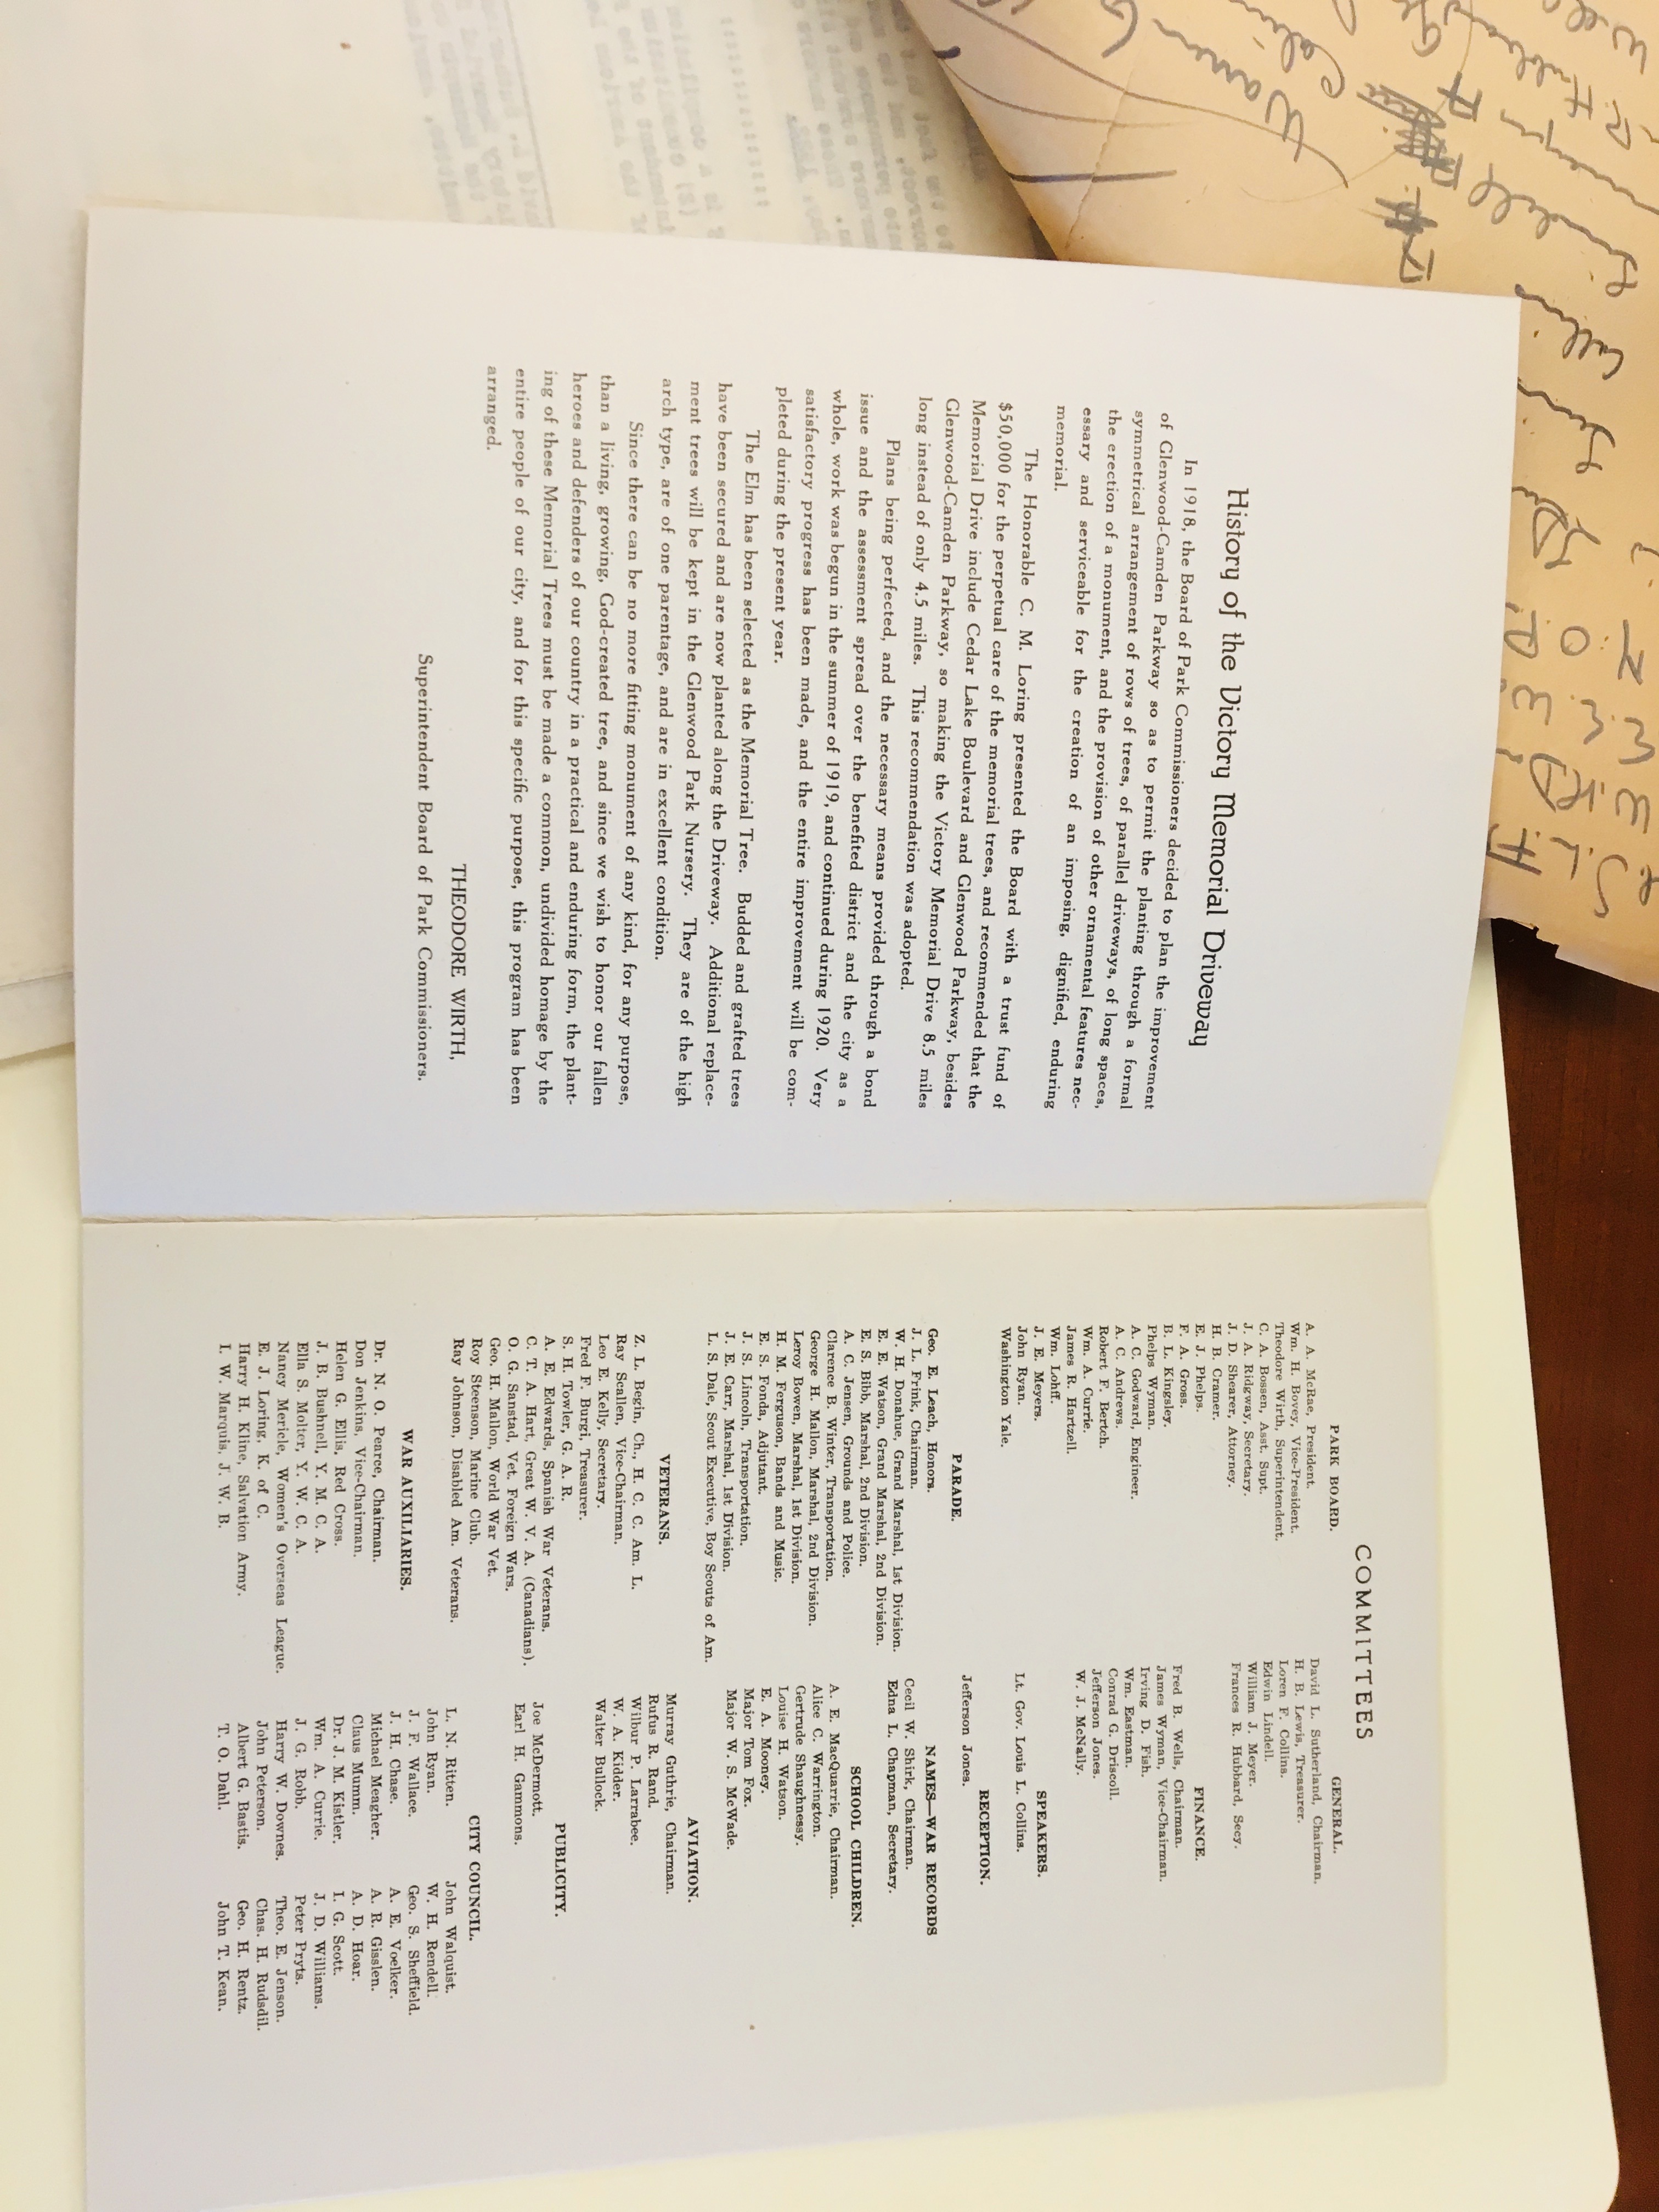 History of the Victory Memorial Driveway
In 1918, the Board of Park Commissioners decided to plan the improvement
of Glenwood-Camden Parkway so as to permit the planting through a formal
symmetrical arrangement of rows of trees, of parallel driveways, of long spaces,
the erection of a monument, and the provision of other ornamental features nec-
essary and serviceable for the creation of an imposing, dignified, enduring
memorial.
The Honorable C. M. Loring presented the Board with a trust fund of
$50,000 for the perpetual care of the memorial trees, and recommended that the
Memorial Drive include Cedar Lake Boulevard and Glenwood Parkway, besides
Glenwood-Camden Parkway, so making the Victory Memorial Drive 8.5 miles
long instead of only 4.5 miles. This recommendation was adopted.
Plans being perfected, and the necessary means provided through a bond
issue and the assessment spread over the benefited district and the city as a
whole, work was begun in the summer of 1919, and continued during 1920. Very
satisfactory progress has been made, and the entire improvement will be com-
pleted during the present year.
The Elm has been selected as the Memorial Tree. Budded and grafted trees
have been secured and are now planted along the Driveway. Additional replace-
ment trees will be kept in the Glenwood Park Nursery. They are of the high
arch type, are of one parentage, and are in excellent condition.
Since there can be no more fitting monument of any kind, for any purpose,
than a living, growing, God-created tree, and since we wish to honor our fallen
heroes and defenders of our country in a practical and enduring form, the plant-
ing of these Memorial Trees must be made a common, undivided homage by the
entire people of our city, and for this specific purpose, this program has been
arranged.
THEODORE WIRTH,
Superintendent Board of Park Commissioners.
COMMITTEES
PARK BOARD.
A. A. McRae, President.
Wm. H. Bovey, Vice-President.
Theodore Wirth, Superintendent.
C. A. Bossen, Asst. Supt.
J. A. Ridgway, Secretary.
J. D. Shearer, Attorney.
H. B. Cramer.
E. J. Phelps.
F. A. Gross.
B. L. Kingsley.
Phelps Wyman.
A. C. Godward, Engineer.
A. C. Andrews.
Robert F. Bertch.
Wm. A. Currie.
James R. Hartzell.
Wm. Lohff.
J. E. Meyers.
John Ryan.
Washington Yale.
PARADE.
Geo. E. Leach, Honors.
J. L. Frink, Chairman.
W. H. Donahue, Grand Marshal, 1st Division.
E. E. Watson, Grand Marshal, 2nd Division.
E. S. Bibb, Marshal, 2nd Division.
A. C. Jensen, Grounds and Police.
Clarence B. Winter, Transportation.
George H. Mallon, Marshal, 2nd Division.
Leroy Bowen, Marshal, 1st Division.
H. M. Ferguson, Bands and Music.
E. S. Fonda, Adjutant.
J. S. Lincoln, Transportation.
J. E. Carr, Marshal, 1st Division.
L. S. Dale, Scout Executive, Boy Scouts of Am.
VETERANS.
Z. L. Begin, Ch., H. C. C. Am. L.
Ray Scallen, Vice-Chairman.
Leo E. Kelly, Secretary.
Fred F. Burgi, Treasurer.
S. H. Towler, G. A. R.
A. E. Edwards, Spanish War Veterans.
C. T. A. Hart, Great W. V. A. (Canadians).
O. G. Sanstad, Vet. Foreign Wars.
Geo. H. Mallon, World War Vet.
Roy Steenson, Marine Club.
Ray Johnson, Disabled Am. Veterans.
WAR AUXILIARIES.
Dr. N. O. Pearce, Chairman.
Don Jenkins, Vice-Chairman.
Helen G. Ellis, Red Cross.
J. B. Bushnell, Y. M. C. A.
Ella S. Molter, Y. W. C. A.
Nancy Mericle, Women's Overseas League.
E. J. Loring, K. of C.
Harry H. Kline, Salvation Army.
I. W. Marquis, J. W. B.
GENERAL.
David L. Sutherland, Chairman.
H. B. Lewis, Treasurer.
Loren F. Collins.
Edwin Lindell.
William J. Meyer.
Frances R. Hubbard, Secy.
FINANCE.
Fred B. Wells, Chairman.
James Wyman, Vice-Chairman.
Irving D. Fish.
Wm. Eastman.
Conrad G. Driscoll.
Jefferson Jones.
W. J. McNally.
SPEAKERS.
Lt. Gov. Louis L. Collins.
RECEPTION.
Jefferson Jones.
NAMES—WAR RECORDS
Cecil W. Shirk, Chairman.
Edna L. Chapman, Secretary.
SCHOOL CHILDREN.
A. E. MacQuarrie, Chairman.
Alice C. Warrington.
Gertrude Shaughnessy.
Louise H. Watson.
E. A. Mooney.
Major Tom Fox.
Major W. S. McWade.
AVIATION.
Murray Guthrie, Chairman.
Rufus R. Rand.
Wilbur P. Larrabee.
W. A. Kidder.
Walter Bullock.
PUBLICITY.
Joe McDermott.
Earl H. Gammons.
CITY COUNCIL.
L. N. Ritten.
John Ryan.
J. F. Wallace.
J. H. Chase.
Michael Meagher.
Claus Mumm.
Dr. J. M. Kistler.
Wm. A. Currie.
J. G. Robb.
Harry W. Downes.
John Peterson.
Albert G. Bastis.
T. O. Dahl.
John Walquist.
W. H. Rendell.
Geo. S. Sheffield.
A. E. Voelker.
A. R. Gisslen.
A. D. Hoar.
I. G. Scott.
J. D. Williams.
Peter Pryts.
Theo. E. Jenson.
Chas. H. Rudsdil.
Geo. H. Rentz.
John T. Kean.